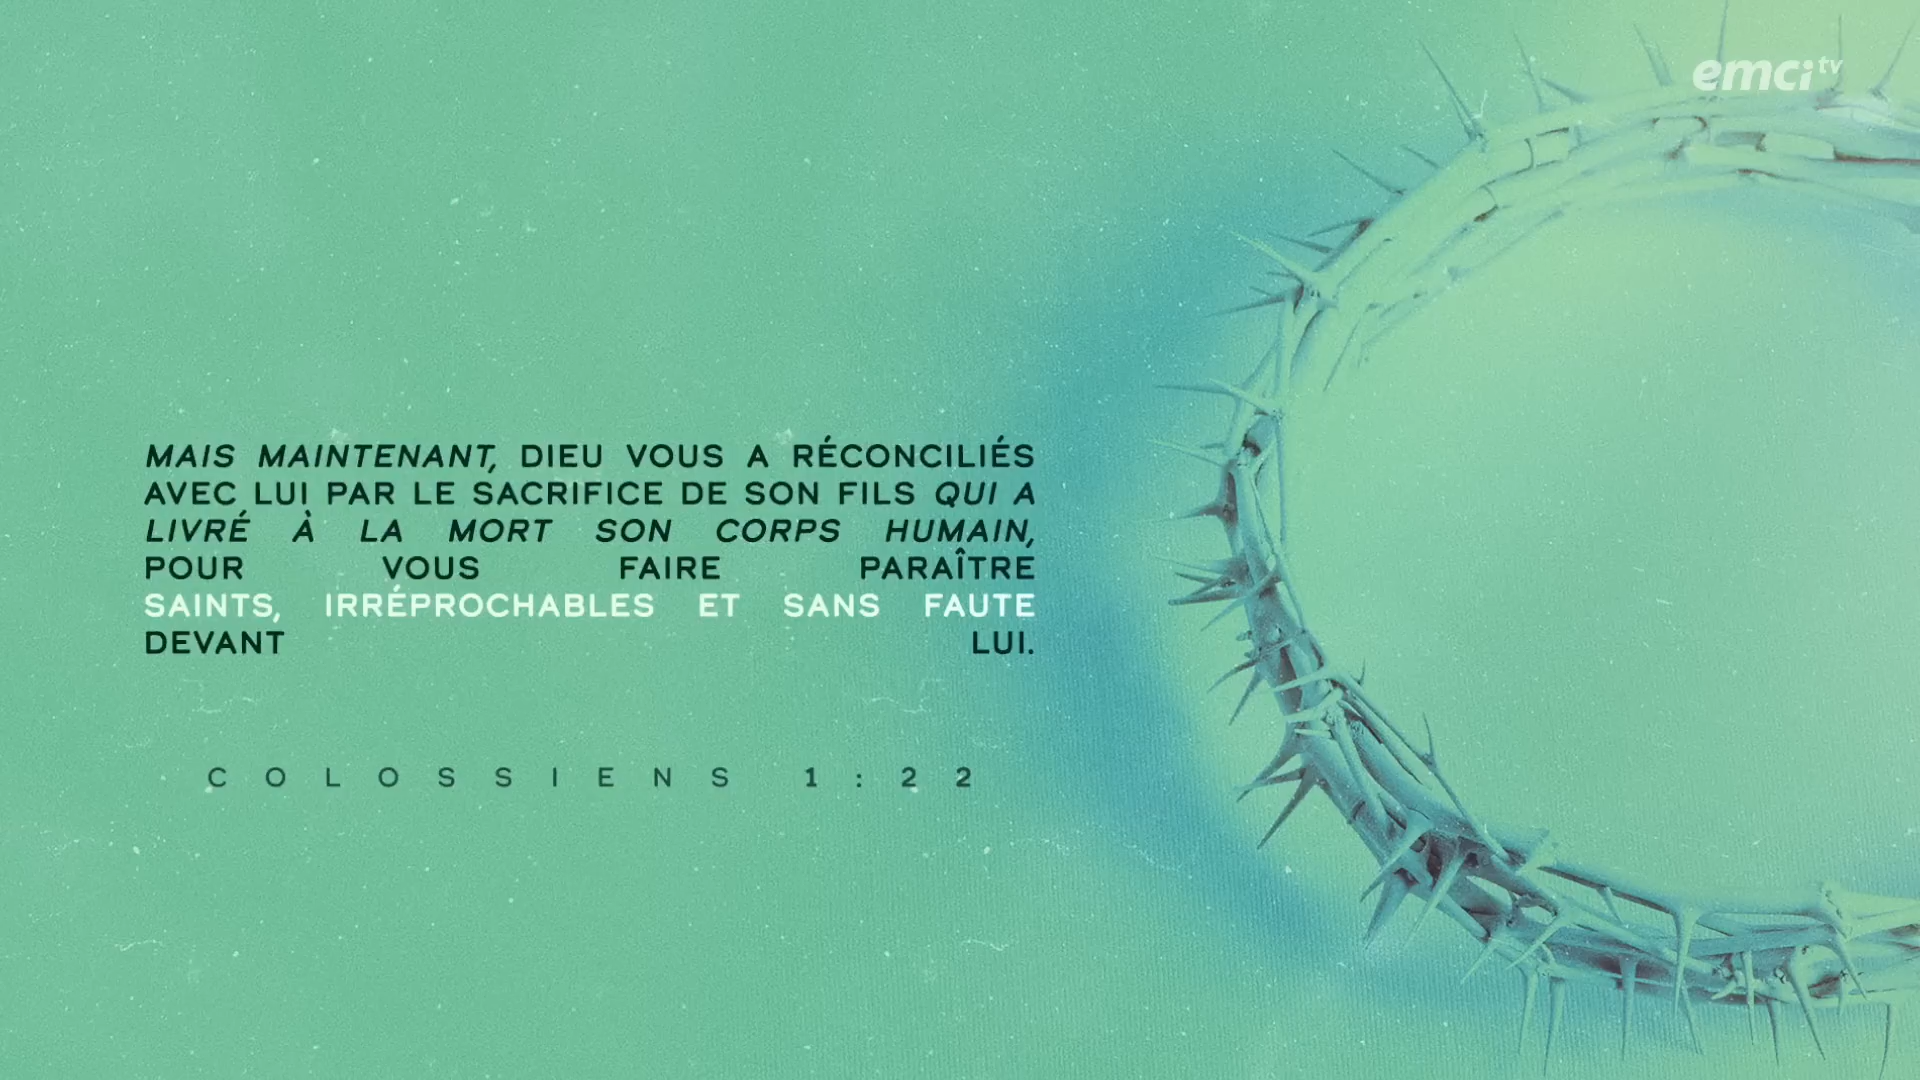 emci tv
MAIS MAINTENANT, DIEU VOUS A RÉCONCILIÉS
AVEC LUI PAR LE SACRIFICE DE SON FILS QUI A
LIVRÉ À LA MORT SON CORPS HUMAIN,
POUR VOUS FAIRE PARAÎTRE
SAINTS, IRRÉPROCHABLES ET SANS FAUTE
DEVANT LUI.
COLOSSIENS 1:22